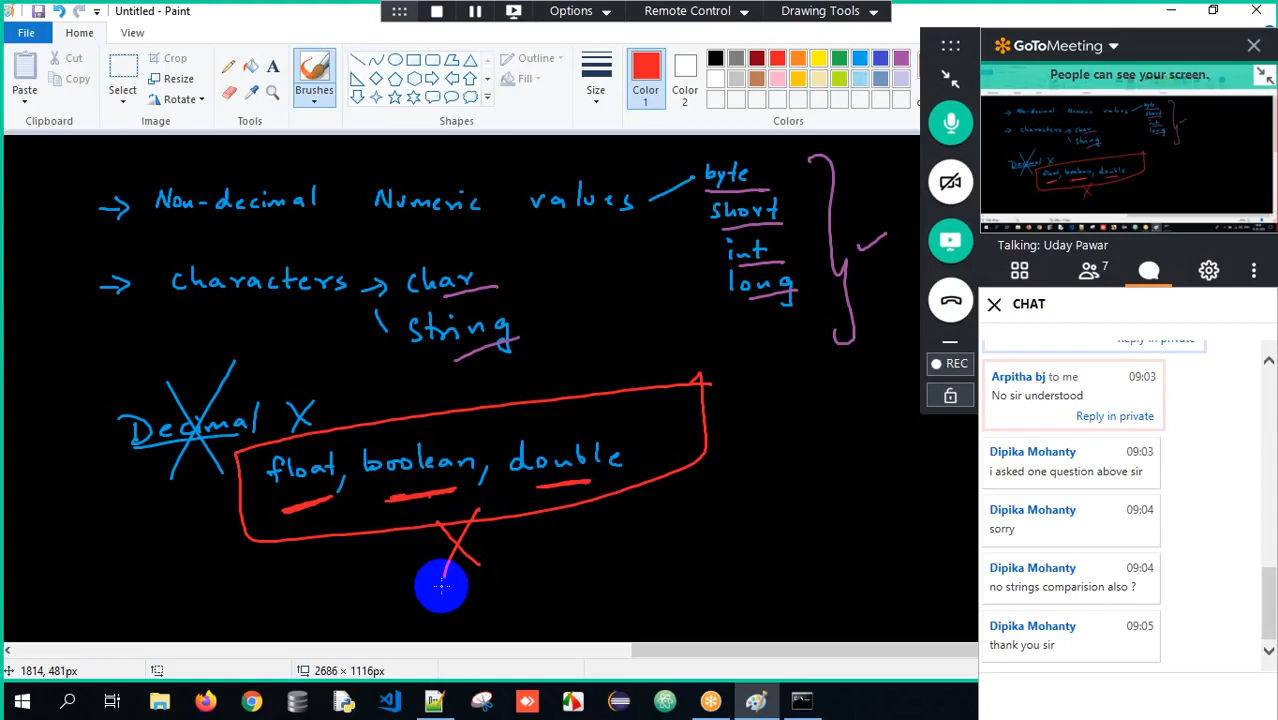 Untitled - Paint
Options
Remote Control
Drawing Tools
File
Home
View
Paste
Cut
Copy
Clipboard
Select
Crop
Resize
Rotate
Image
A
Tools
Brushes
Outline
Fill
Shapes
Size
Color 1
Color 2
Colors
→ Non-decimal Numeric values
byte
short
int
long
→ characters → char
string
Decimal X
float, boolean, double
X
GoToMeeting
People can see your screen.
Talking: Uday Pawar
7
REC
CHAT
Reply in private
Arpitha bj to me 09:03
No sir understood
Reply in private
Dipika Mohanty 09:03
i asked one question above sir
Dipika Mohanty 09:04
sorry
Dipika Mohanty 09:04
no strings comparision also ?
Dipika Mohanty 09:05
thank you sir
1814, 481px
2686 × 1116px